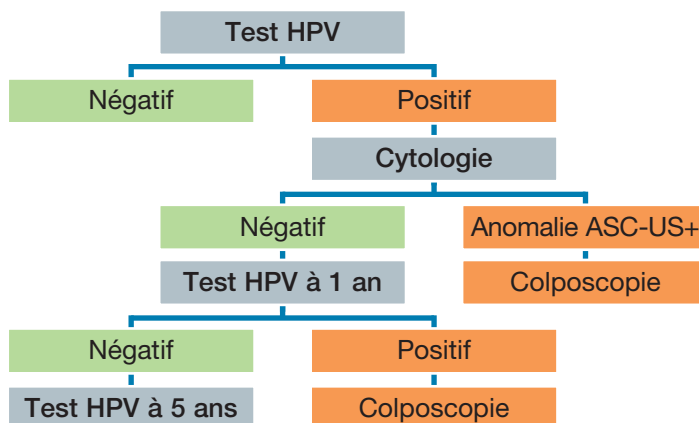 Test HPV
Négatif
Positif
Cytologie
Négatif
Anomalie ASC-US+
Test HPV à 1 an
Colposcopie
Négatif
Positif
Test HPV à 5 ans
Colposcopie